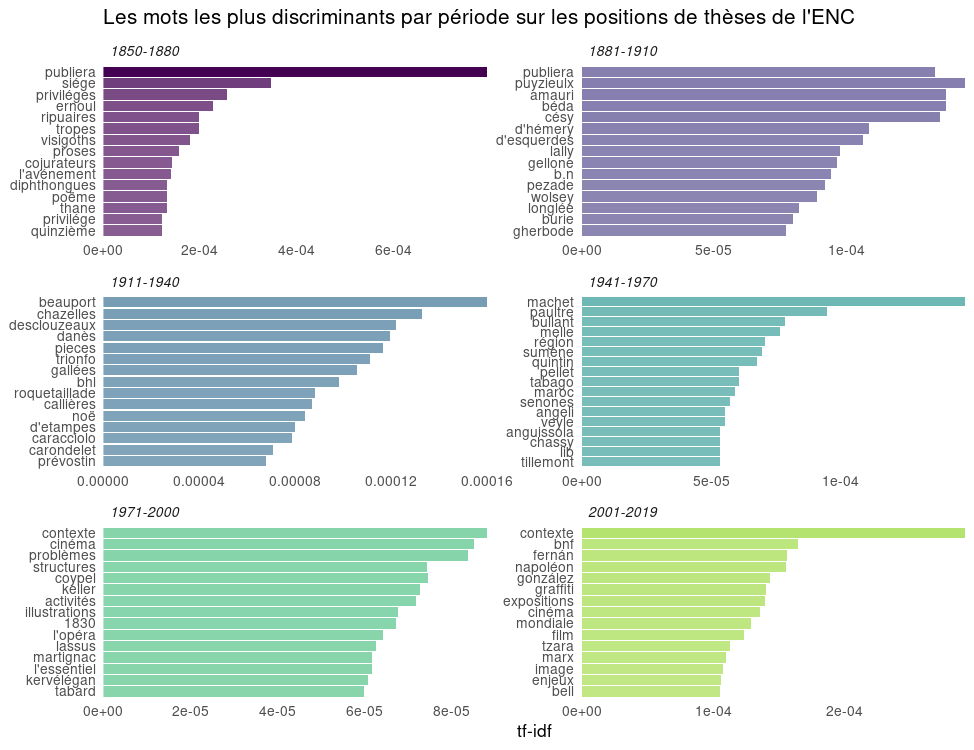 Les mots les plus discriminants par période sur les positions de thèses de l'ENC
1850-1880
publiera
siége
priviléges
ernoul
ripuaires
tropes
visigoths
proses
cojurateurs
l'avénement
diphthongues
poëme
thane
privilége
quinzième
0e+00 2e-04 4e-04 6e-04
1881-1910
publiera
puyzieulx
amauri
béda
césy
d'hémery
d'esquerdes
lally
gellone
b.n
pezade
wolsey
longlée
burie
gherbode
0e+00 5e-05 1e-04
1911-1940
beauport
chazelles
desclouzeaux
danès
pieces
trionfo
gallées
bhl
roquetaillade
callières
noë
d'etampes
caracciolo
carondelet
prévostin
0.00000 0.00004 0.00008 0.00012 0.00016
1941-1970
machet
paultre
bullant
melle
région
sumène
quintin
pellet
tabago
maroc
senones
angeli
veyle
anguissola
chassy
lib
tillemont
0e+00 5e-05 1e-04
1971-2000
contexte
cinéma
problèmes
structures
coypel
keller
activités
illustrations
1830
l'opéra
lassus
martignac
l'essentiel
kervélégan
tabard
0e+00 2e-05 4e-05 6e-05 8e-05
2001-2019
contexte
bnf
fernán
napoléon
gonzález
graffiti
expositions
cinéma
mondiale
film
tzara
marx
image
enjeux
bell
0e+00 1e-04 2e-04
tf-idf